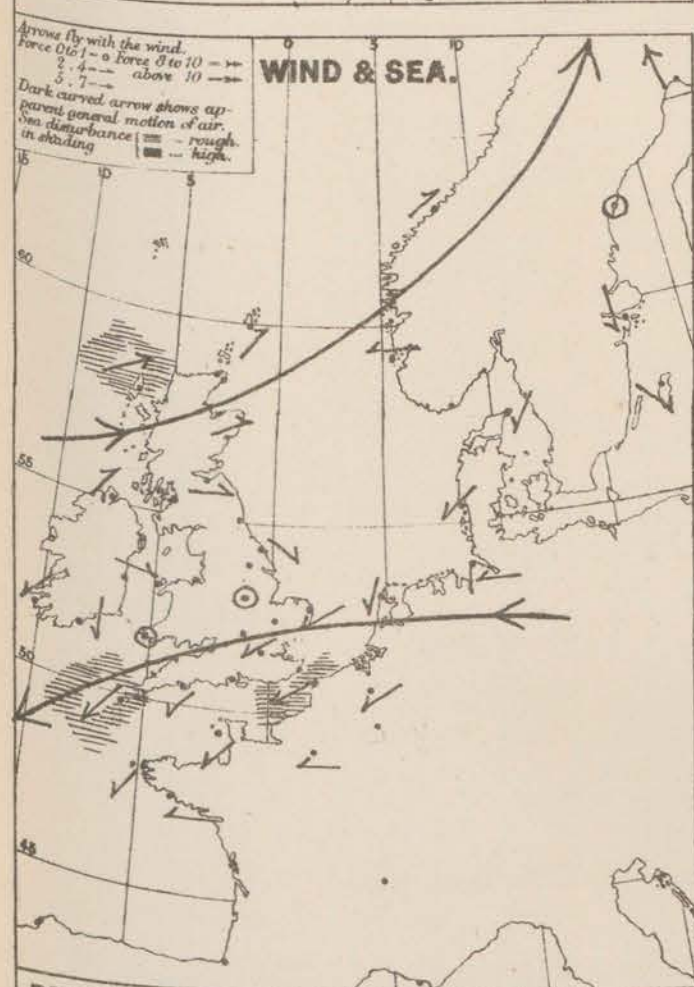 Arrows fly with the wind.
Force 0 to 1 - o Force 8 to 10 -
2 . 4 - above 10 -
5 . 7 -
Dark curved arrow shows ap-
parent general motion of air.
Sea disturbance - rough.
in shading - high.
WIND & SEA.
0
10
15
10
5
60
55
50
45